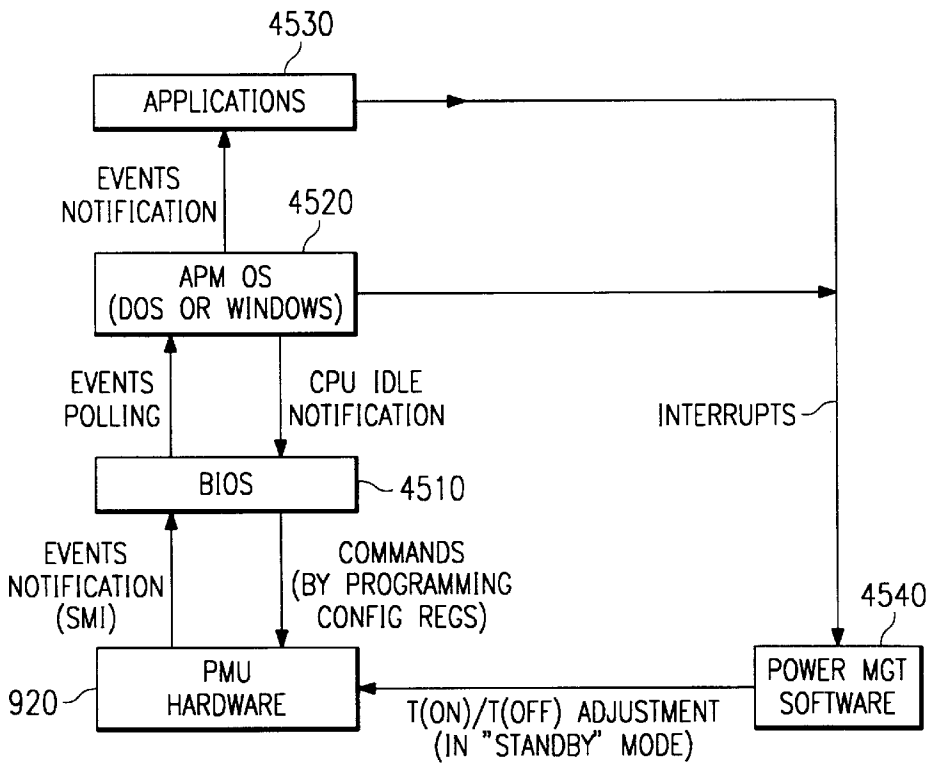 4530
APPLICATIONS
EVENTS
NOTIFICATION
4520
APM OS
(DOS OR WINDOWS)
EVENTS
POLLING
CPU IDLE
NOTIFICATION
INTERRUPTS
BIOS
4510
EVENTS
NOTIFICATION
(SMI)
COMMANDS
(BY PROGRAMMING
CONFIG REGS)
4540
920
PMU
HARDWARE
POWER MGT
SOFTWARE
T(ON)/T(OFF) ADJUSTMENT
(IN "STANDBY" MODE)